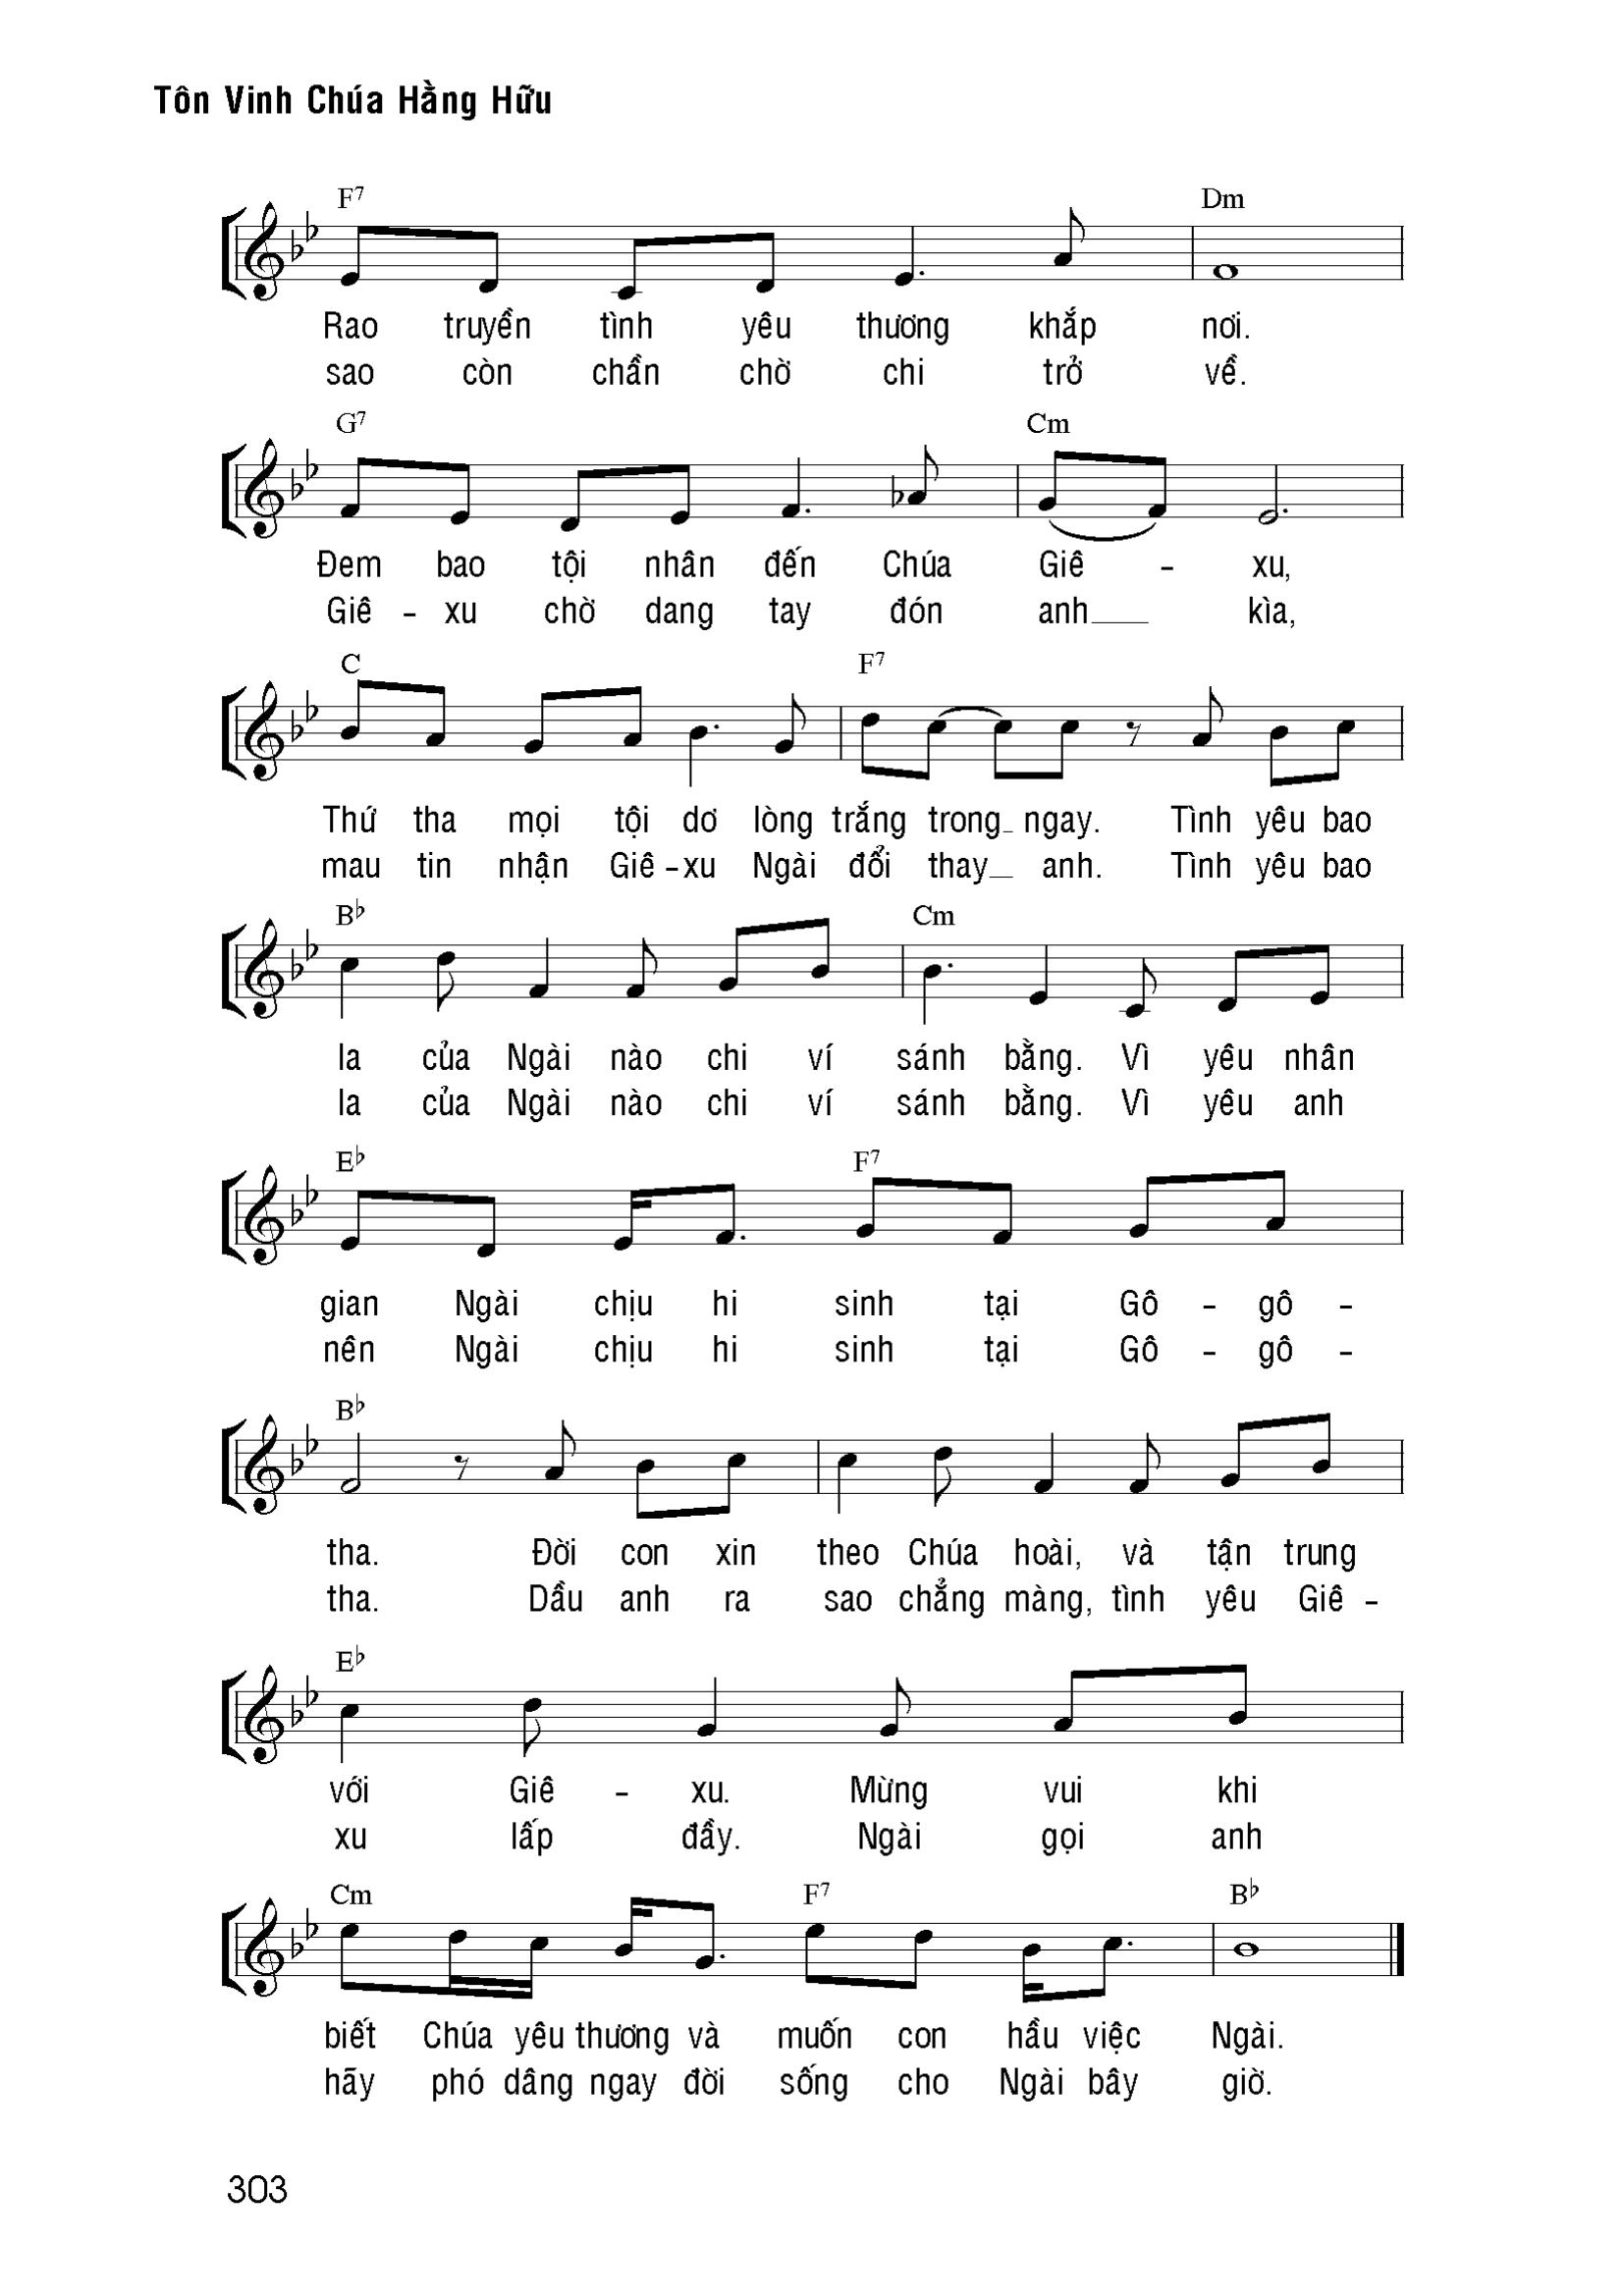 Tôn Vinh Chúa Hằng Hữu
F7 Dm
Rao truyền tình yêu thương khắp nơi.
sao còn chần chờ chi trở về.
G7 Cm
Đem bao tội nhân đến Chúa Giê - xu,
Giê - xu chờ dang tay đón anh kìa,
C F7
Thứ tha mọi tội dơ lòng trắng trong ngay. Tình yêu bao
mau tin nhận Giê - xu Ngài đổi thay anh. Tình yêu bao
B♭ Cm
la của Ngài nào chi ví sánh bằng. Vì yêu nhân
la của Ngài nào chi ví sánh bằng. Vì yêu anh
E♭ F7
gian Ngài chịu hi sinh tại Gô - gô -
nên Ngài chịu hi sinh tại Gô - gô -
B♭
tha. Đời con xin theo Chúa hoài, và tận trung
tha. Dầu anh ra sao chẳng màng, tình yêu Giê -
E♭
với Giê - xu. Mừng vui khi
xu lấp đầy. Ngài gọi anh
Cm F7 B♭
biết Chúa yêu thương và muốn con hầu việc Ngài.
hãy phó dâng ngay đời sống cho Ngài bây giờ.
303